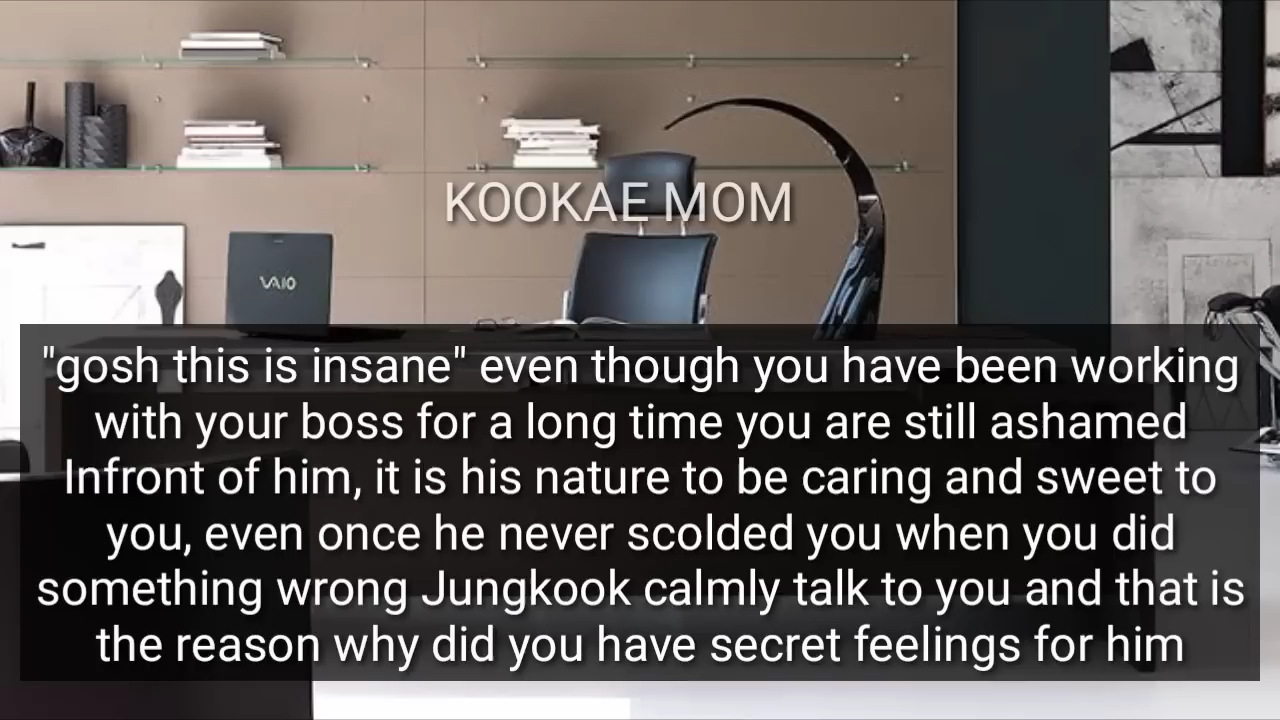 KOOKAE MOM
VAIO
"gosh this is insane" even though you have been working
with your boss for a long time you are still ashamed
Infront of him, it is his nature to be caring and sweet to
you, even once he never scolded you when you did
something wrong Jungkook calmly talk to you and that is
the reason why did you have secret feelings for him